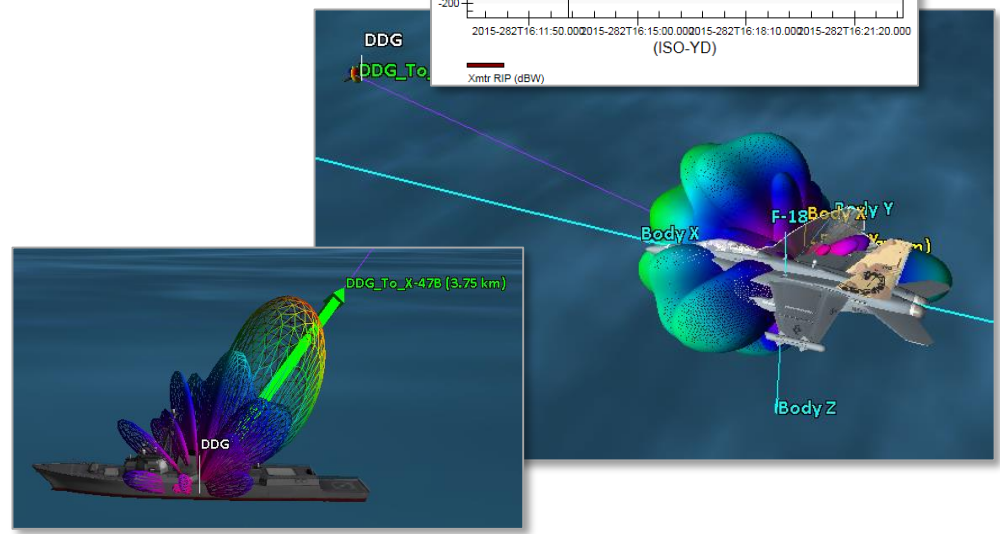 -200
2015-282T16:11:50.000
2015-282T16:15:00.000
2015-282T16:18:10.000
2015-282T16:21:20.000
(ISO-YD)
Xmtr RIP (dBW)
DDG
DDG_To_
F-18
Body X
Body Y
Body X
m)
Body Z
DDG_To_X-47B (3.75 km)
DDG